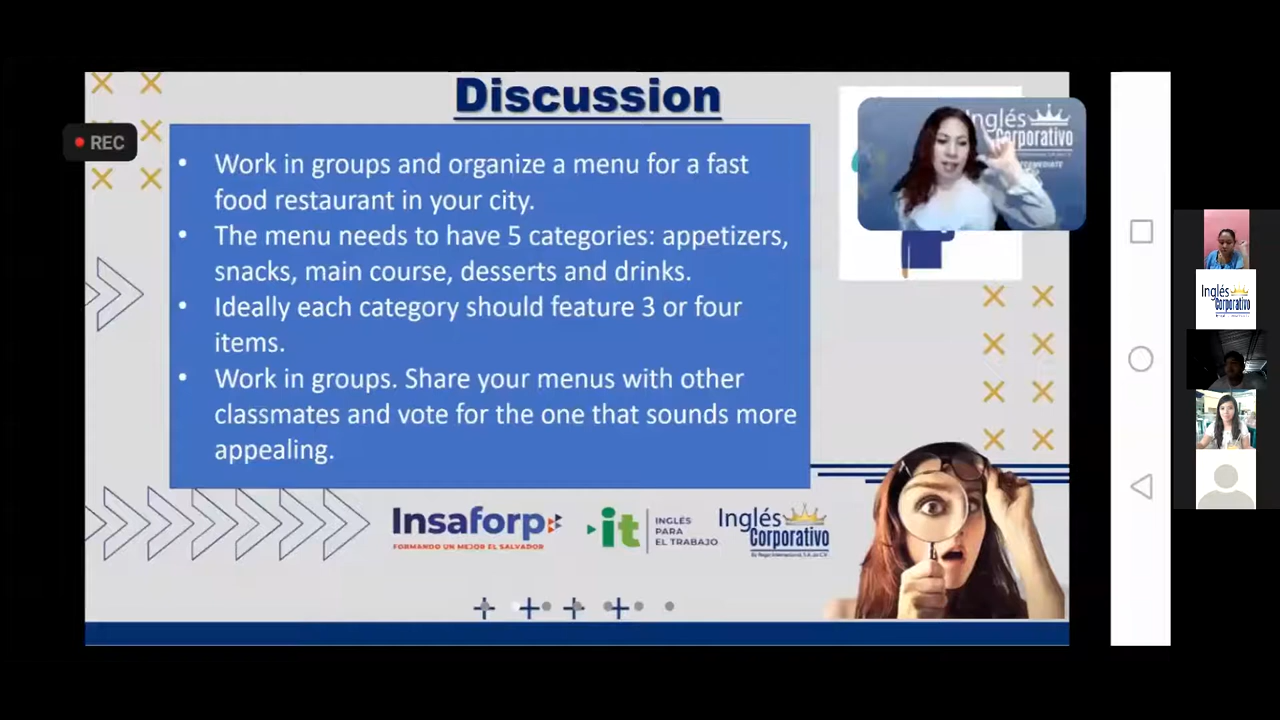 Discussion
REC
• Work in groups and organize a menu for a fast
food restaurant in your city.
• The menu needs to have 5 categories: appetizers,
snacks, main course, desserts and drinks.
• Ideally each category should feature 3 or four
items.
• Work in groups. Share your menus with other
classmates and vote for the one that sounds more
appealing.
Inglés
Corporativo
Insaforp
FORMANDO UN MEJOR EL SALVADOR
it
INGLÉS
PARA
EL TRABAJO
Inglés
Corporativo
Inglés
Corporativo